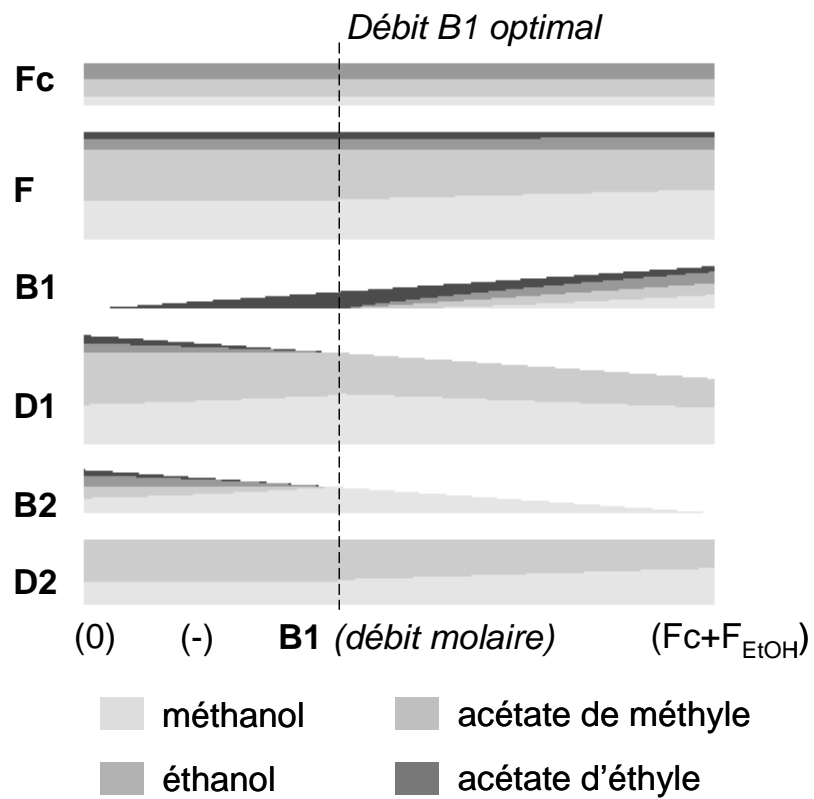 Débit B1 optimal
Fc
F
B1
D1
B2
D2
(0) (-) B1 (débit molaire) (Fc+F_EtOH)
méthanol acétate de méthyle
éthanol acétate d'éthyle